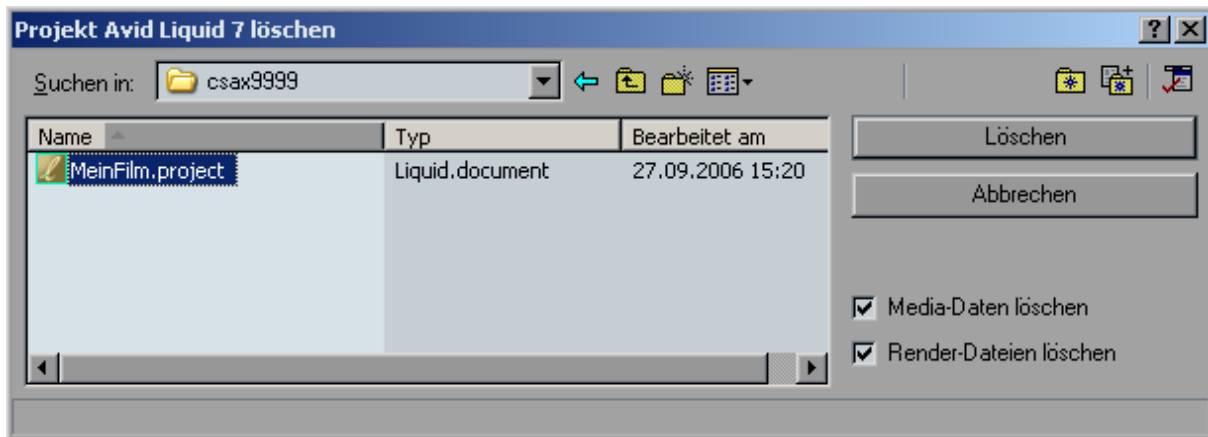 Projekt Avid Liquid 7 löschen
Suchen in: csax9999
Name Typ Bearbeitet am
MeinFilm.project Liquid.document 27.09.2006 15:20
Löschen
Abbrechen
Media-Daten löschen
Render-Dateien löschen